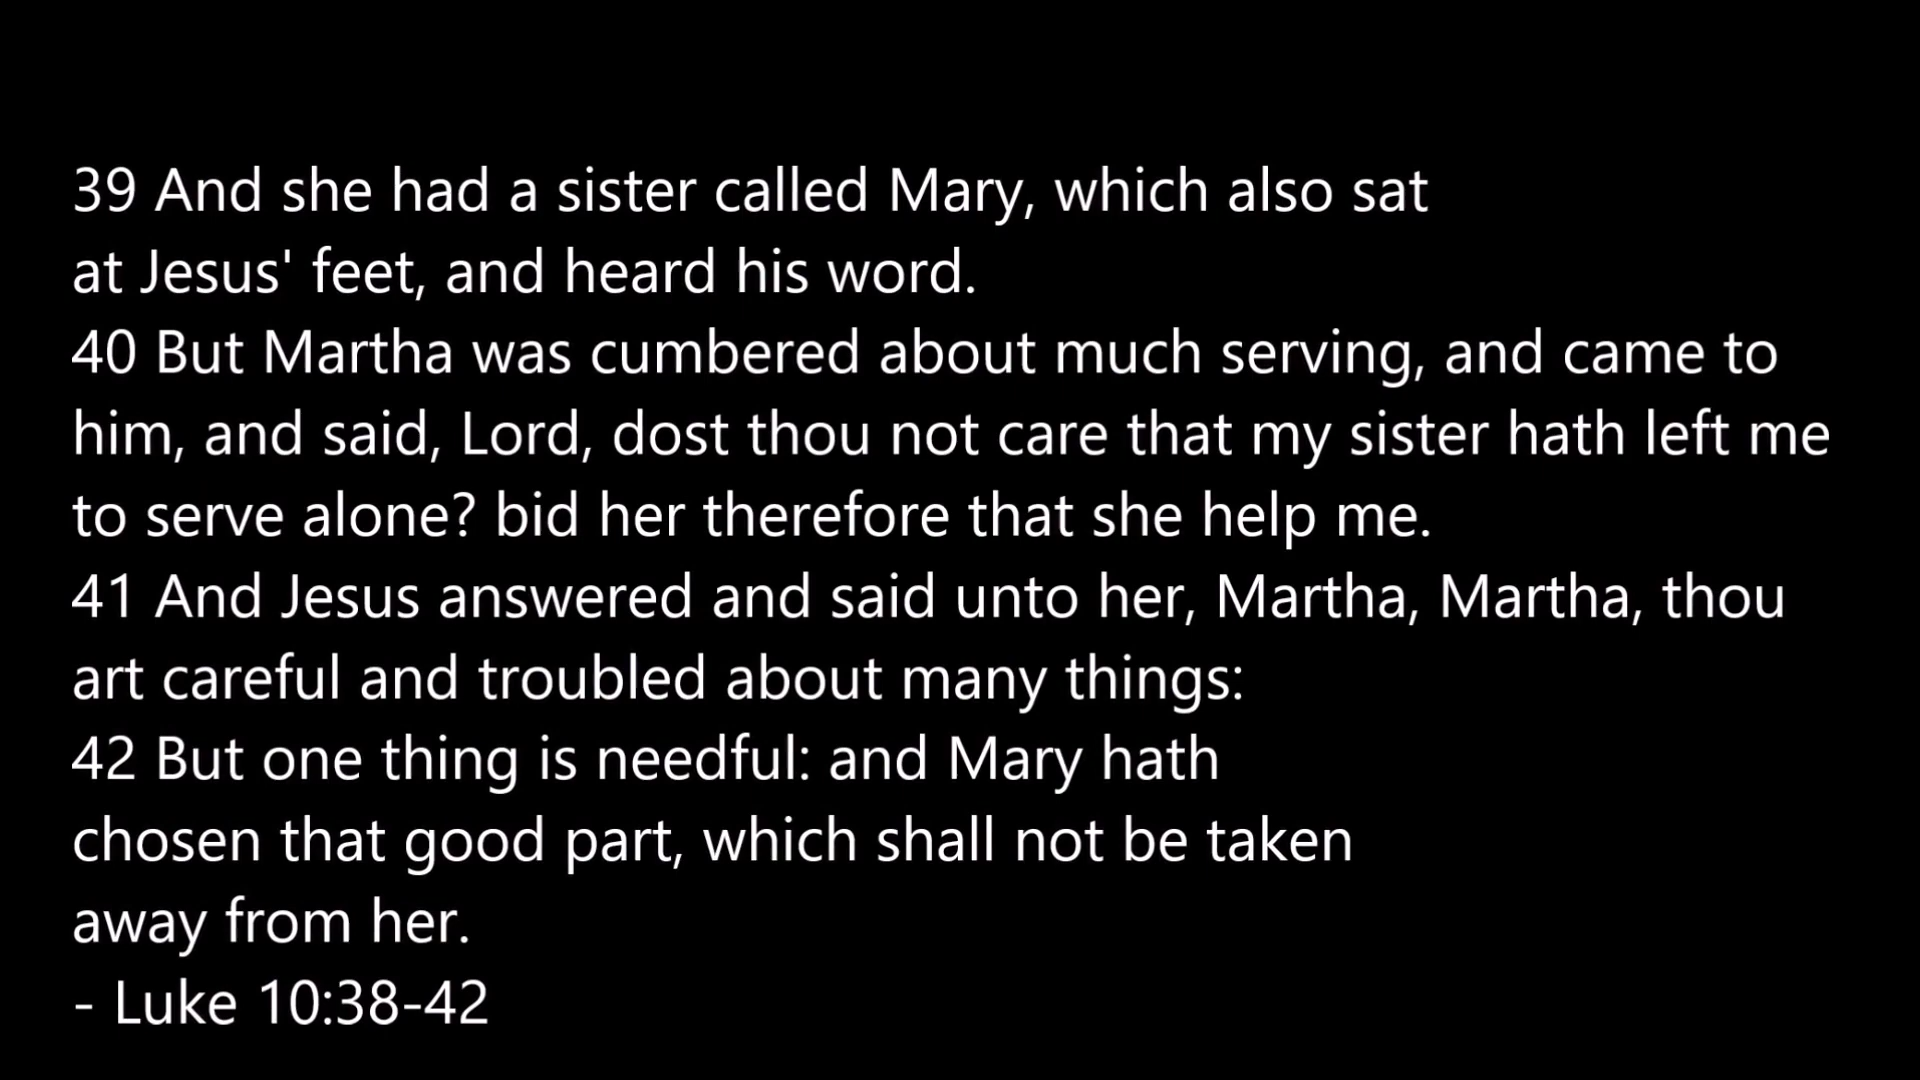 39 And she had a sister called Mary, which also sat
at Jesus' feet, and heard his word.
40 But Martha was cumbered about much serving, and came to
him, and said, Lord, dost thou not care that my sister hath left me
to serve alone? bid her therefore that she help me.
41 And Jesus answered and said unto her, Martha, Martha, thou
art careful and troubled about many things:
42 But one thing is needful: and Mary hath
chosen that good part, which shall not be taken
away from her.
- Luke 10:38-42